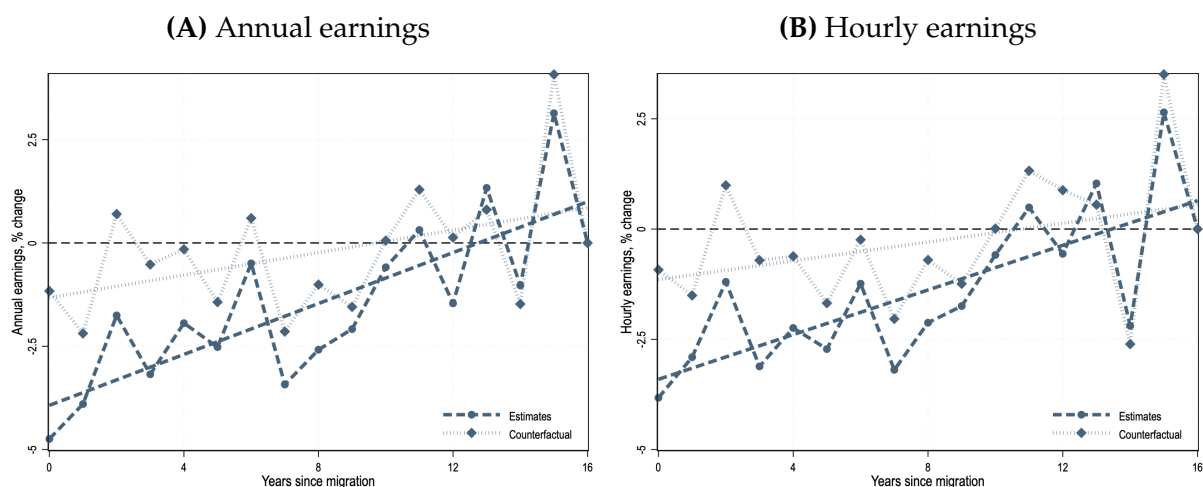 (A) Annual earnings
Annual earnings, % change
2.5
0
-2.5
-5
0 4 8 12 16
Years since migration
Estimates
Counterfactual
(B) Hourly earnings
Hourly earnings, % change
2.5
0
-2.5
-5
0 4 8 12 16
Years since migration
Estimates
Counterfactual